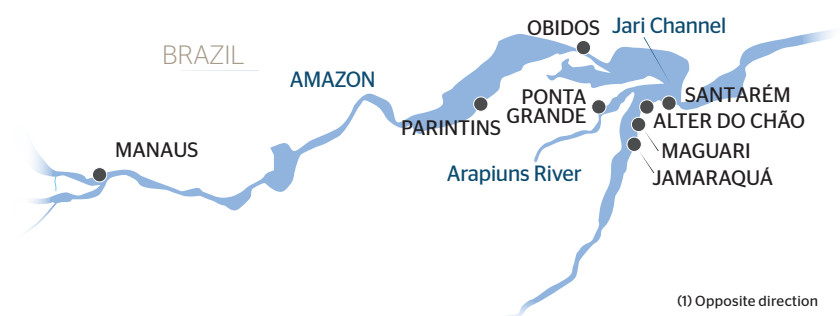 BRAZIL
OBIDOS
Jari Channel
AMAZON
PONTA
GRANDE
SANTARÉM
PARINTINS
ALTER DO CHÃO
MANAUS
MAGUARI
Arapiuns River
JAMARAQUÁ
(1) Opposite direction